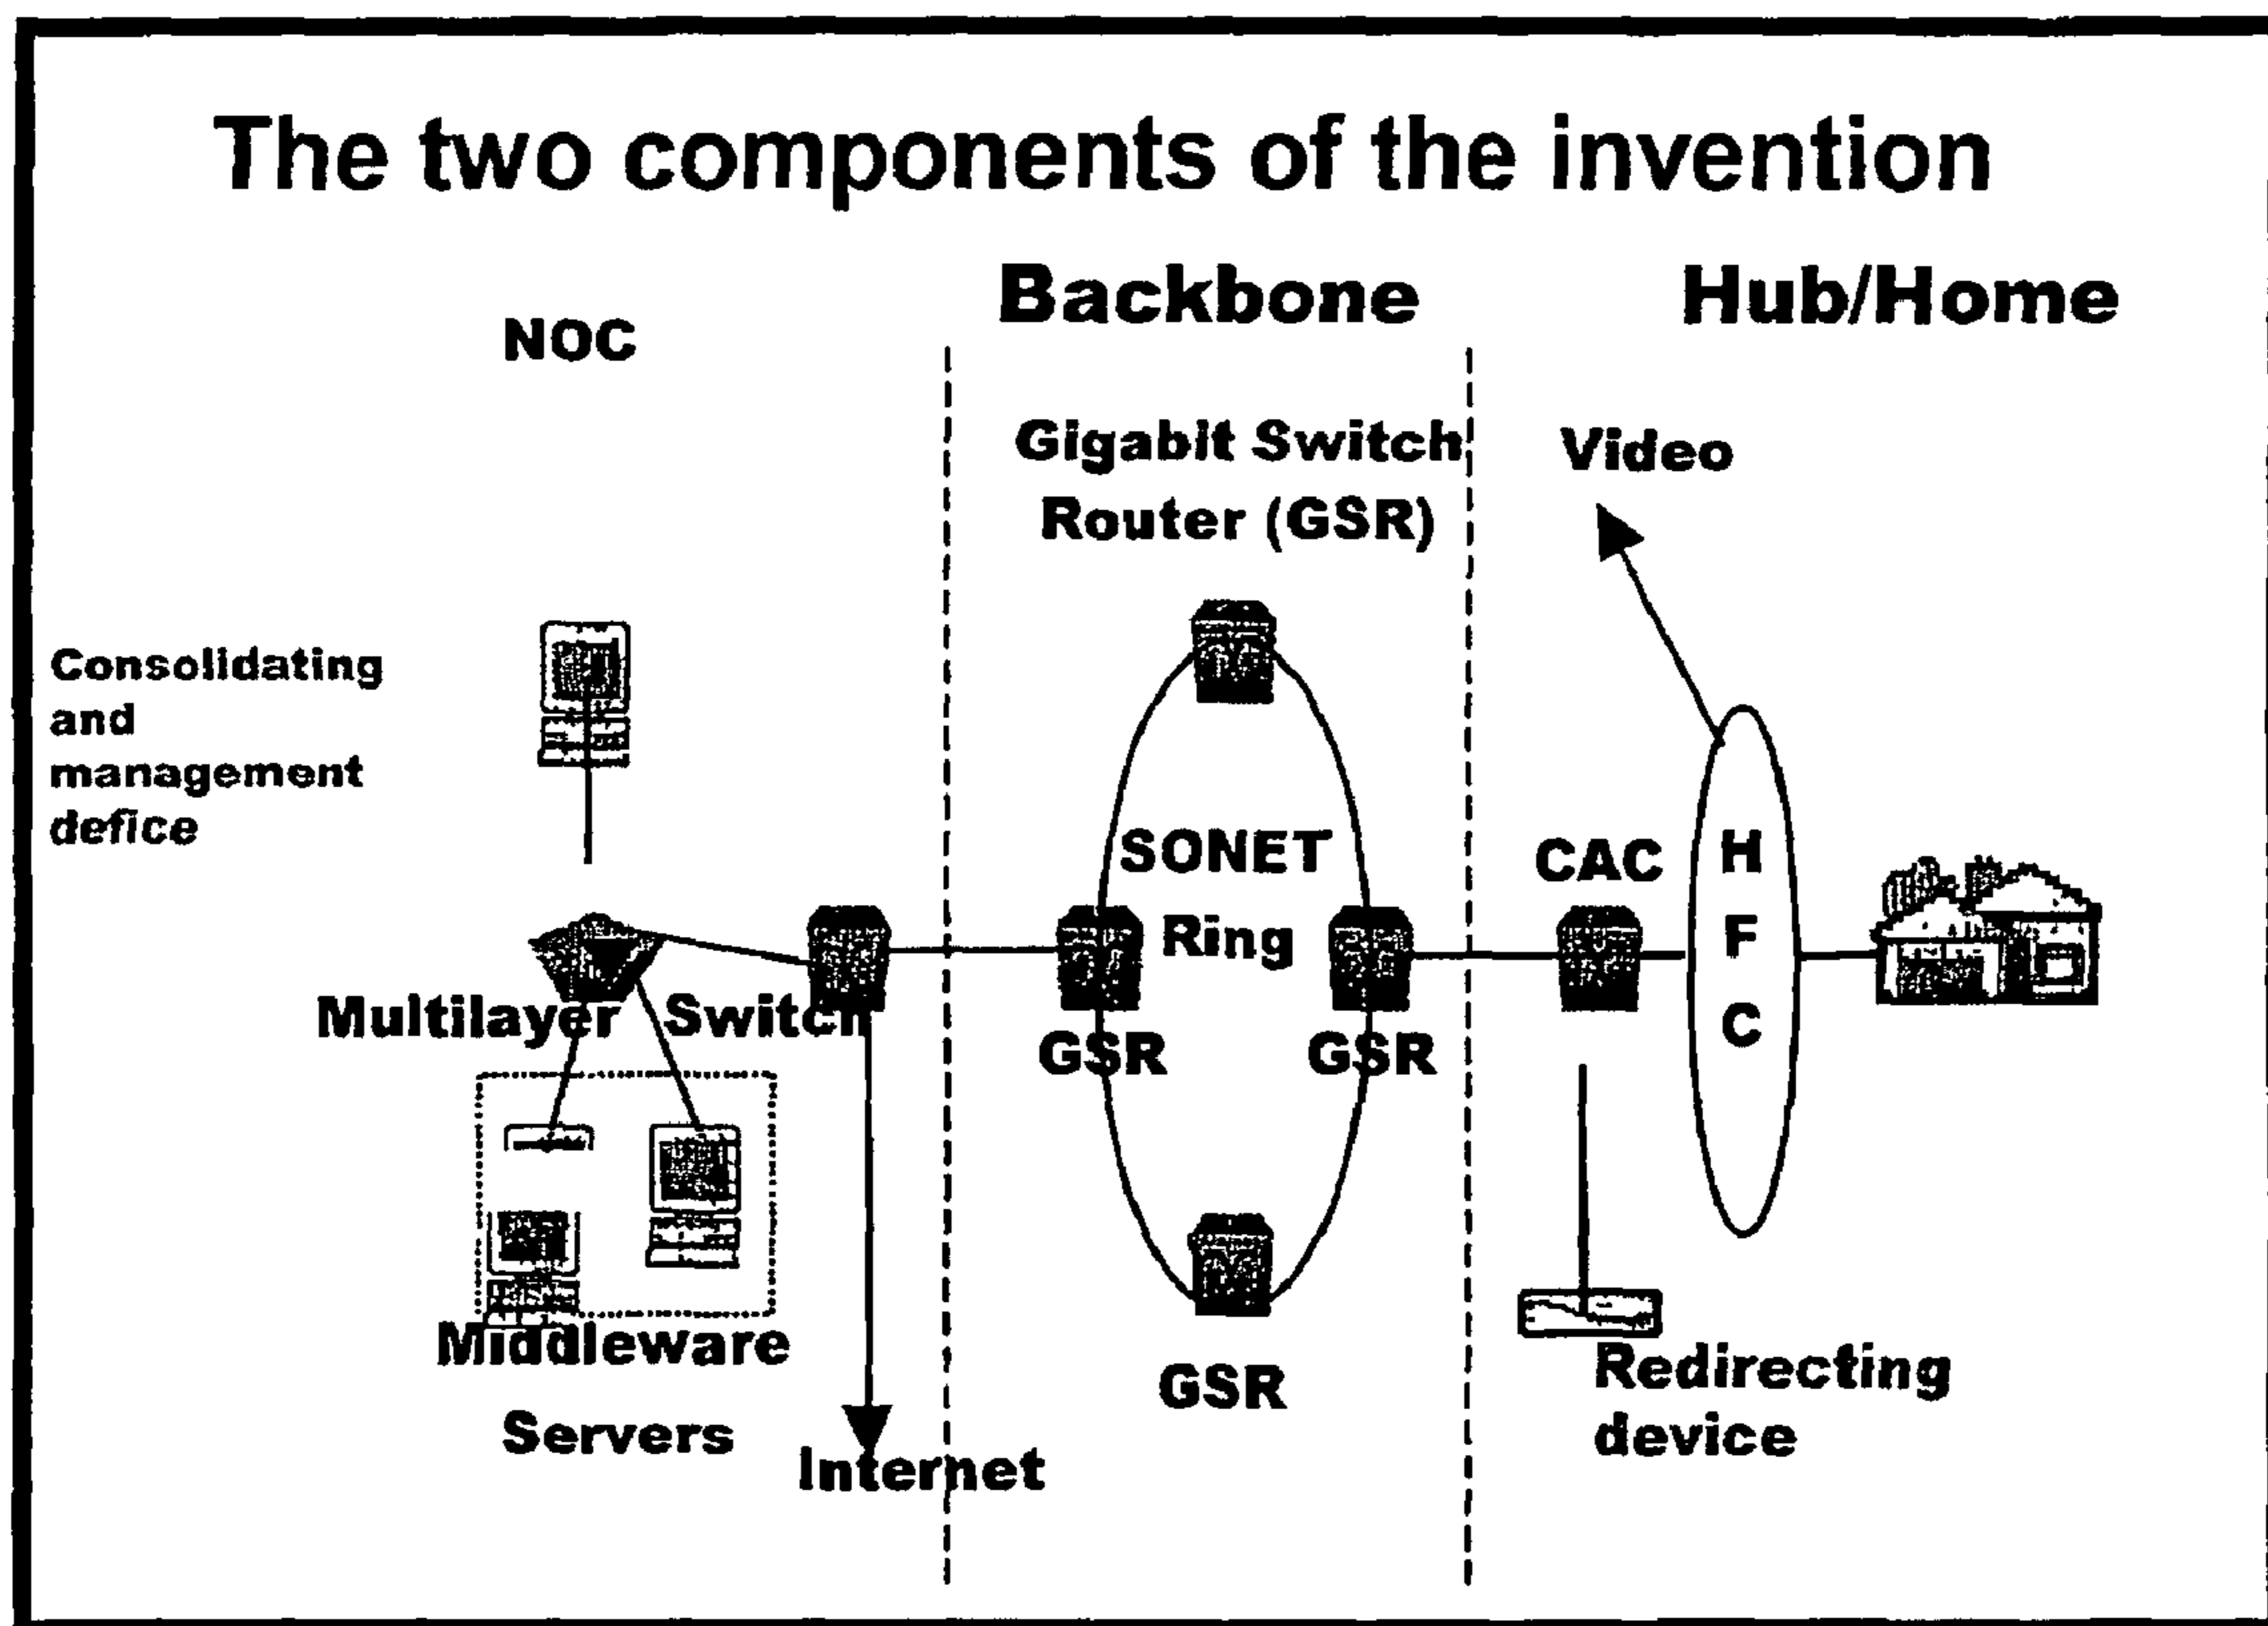 The two components of the invention
NOC
Backbone
Hub/Home
Gigabit Switch
Router (GSR)
Video
Consolidating
and
management
defice
SONET
Ring
CAC
H
F
C
Multilayer Switch
GSR
GSR
Middleware
Servers
Internet
GSR
Redirecting
device